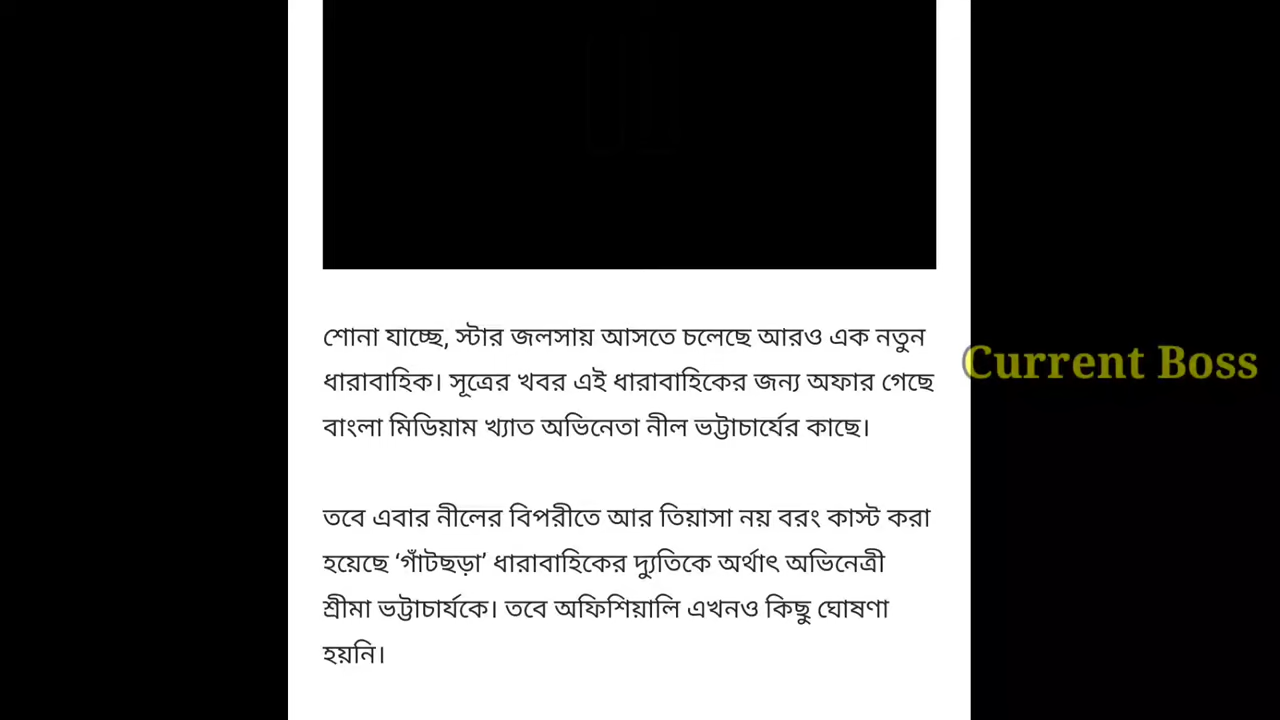 শোনা যাচ্ছে, স্টার জলসায় আসতে চলেছে আরও এক নতুন
ধারাবাহিক। সূত্রের খবর এই ধারাবাহিকের জন্য অফার গেছে
বাংলা মিডিয়াম খ্যাত অভিনেতা নীল ভট্টাচার্যের কাছে।
Current Boss
তবে এবার নীলের বিপরীতে আর তিয়াসা নয় বরং কাস্ট করা
হয়েছে ‘গাঁটছড়া’ ধারাবাহিকের দ্যুতিকে অর্থাৎ অভিনেত্রী
শ্রীমা ভট্টাচার্যকে। তবে অফিশিয়ালি এখনও কিছু ঘোষণা
হয়নি।